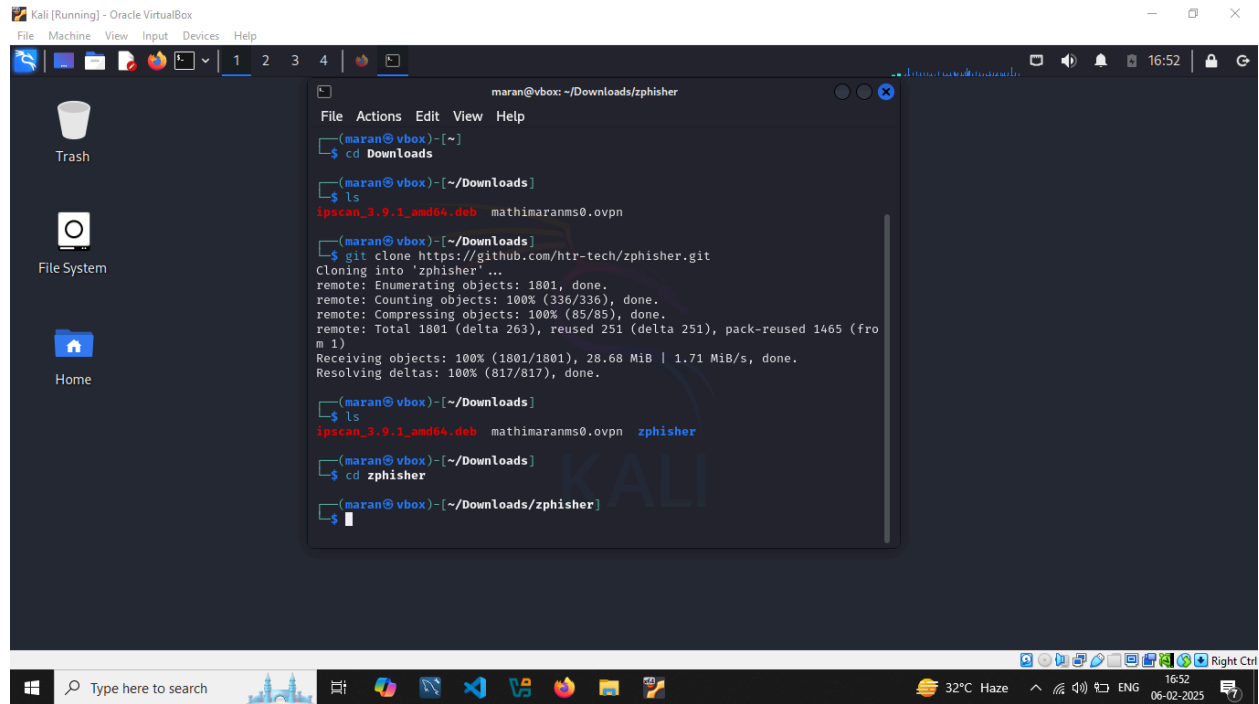 Kali [Running] - Oracle VirtualBox
File Machine View Input Devices Help
1 2 3 4
16:52
maran@vbox: ~/Downloads/zphisher
File Actions Edit View Help
┌──(maran㉿vbox)-[~]
└─$ cd Downloads
┌──(maran㉿vbox)-[~/Downloads]
└─$ ls
ipscan_3.9.1_amd64.deb mathimaranms0.ovpn
┌──(maran㉿vbox)-[~/Downloads]
└─$ git clone https://github.com/htr-tech/zphisher.git
Cloning into 'zphisher'...
remote: Enumerating objects: 1801, done.
remote: Counting objects: 100% (336/336), done.
remote: Compressing objects: 100% (85/85), done.
remote: Total 1801 (delta 263), reused 251 (delta 251), pack-reused 1465 (fro
m 1)
Receiving objects: 100% (1801/1801), 28.68 MiB | 1.71 MiB/s, done.
Resolving deltas: 100% (817/817), done.
┌──(maran㉿vbox)-[~/Downloads]
└─$ ls
ipscan_3.9.1_amd64.deb mathimaranms0.ovpn zphisher
┌──(maran㉿vbox)-[~/Downloads]
└─$ cd zphisher
┌──(maran㉿vbox)-[~/Downloads/zphisher]
└─$
KALI
Trash
File System
Home
Right Ctrl
Type here to search
32°C Haze
ENG
16:52
06-02-2025
7